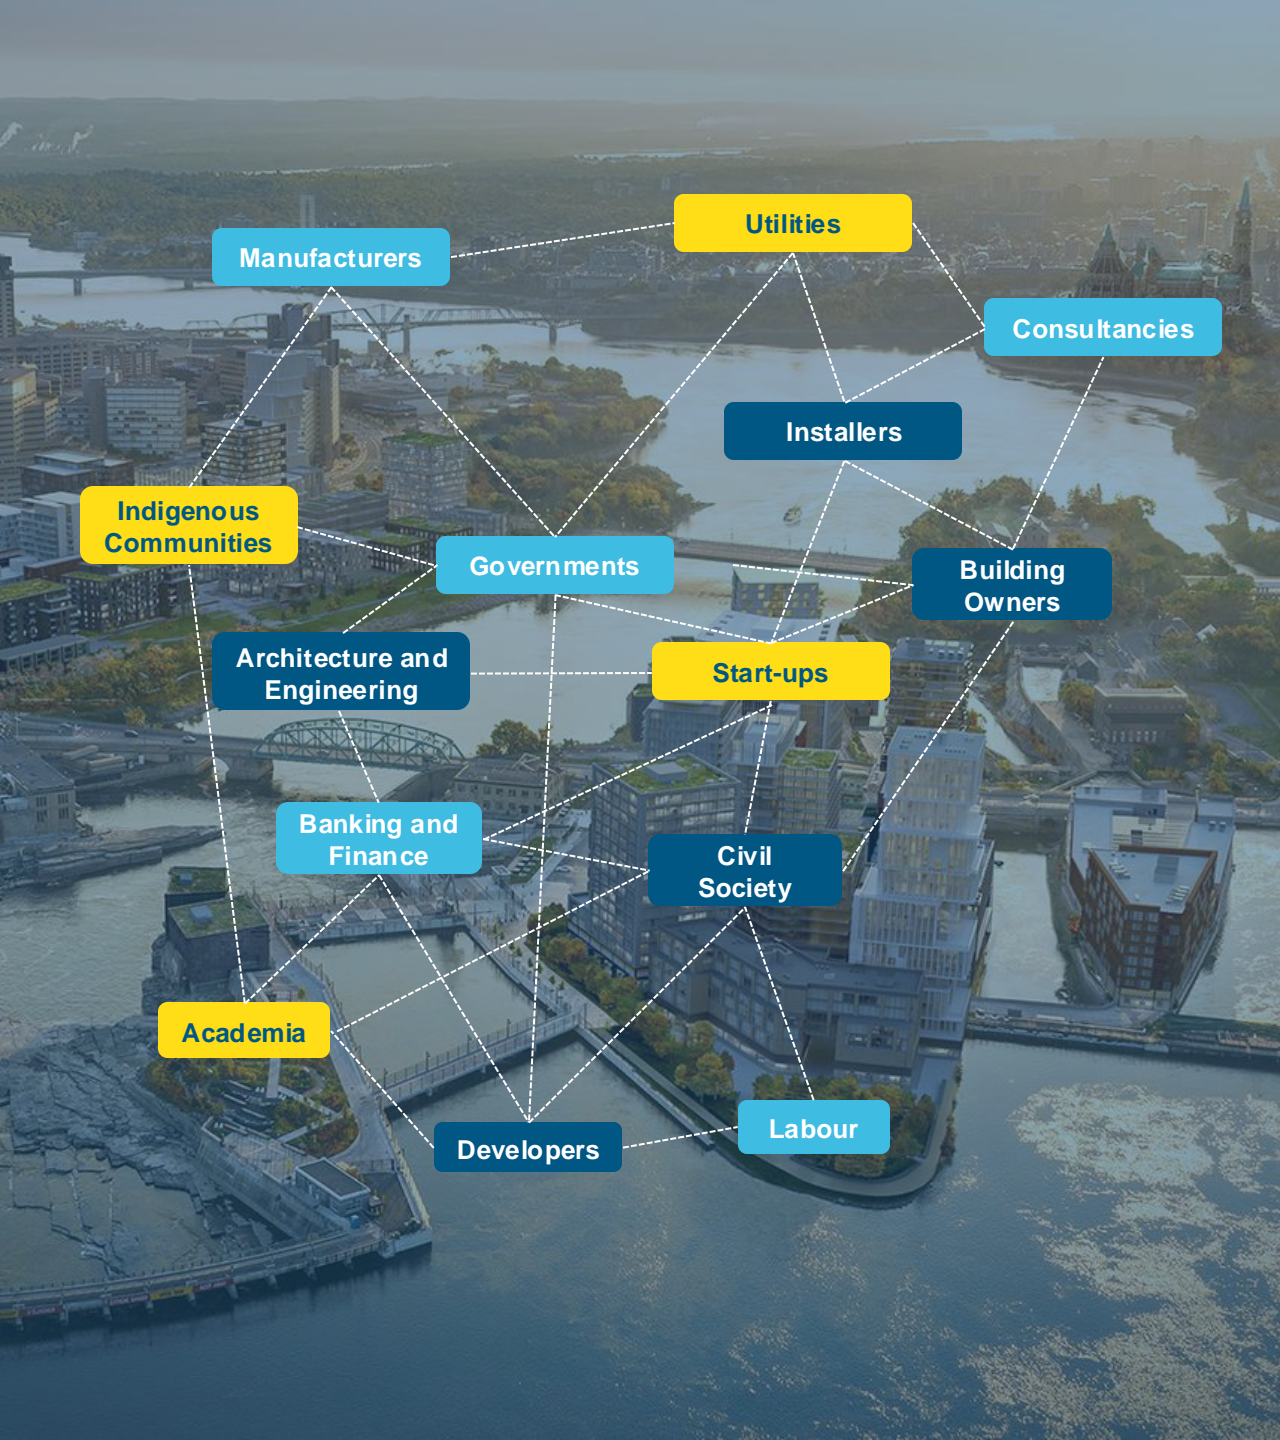 Utilities
Manufacturers
Consultancies
Installers
Indigenous
Communities
Governments
Building
Owners
Architecture and
Engineering
Start-ups
Banking and
Finance
Civil
Society
Academia
Labour
Developers